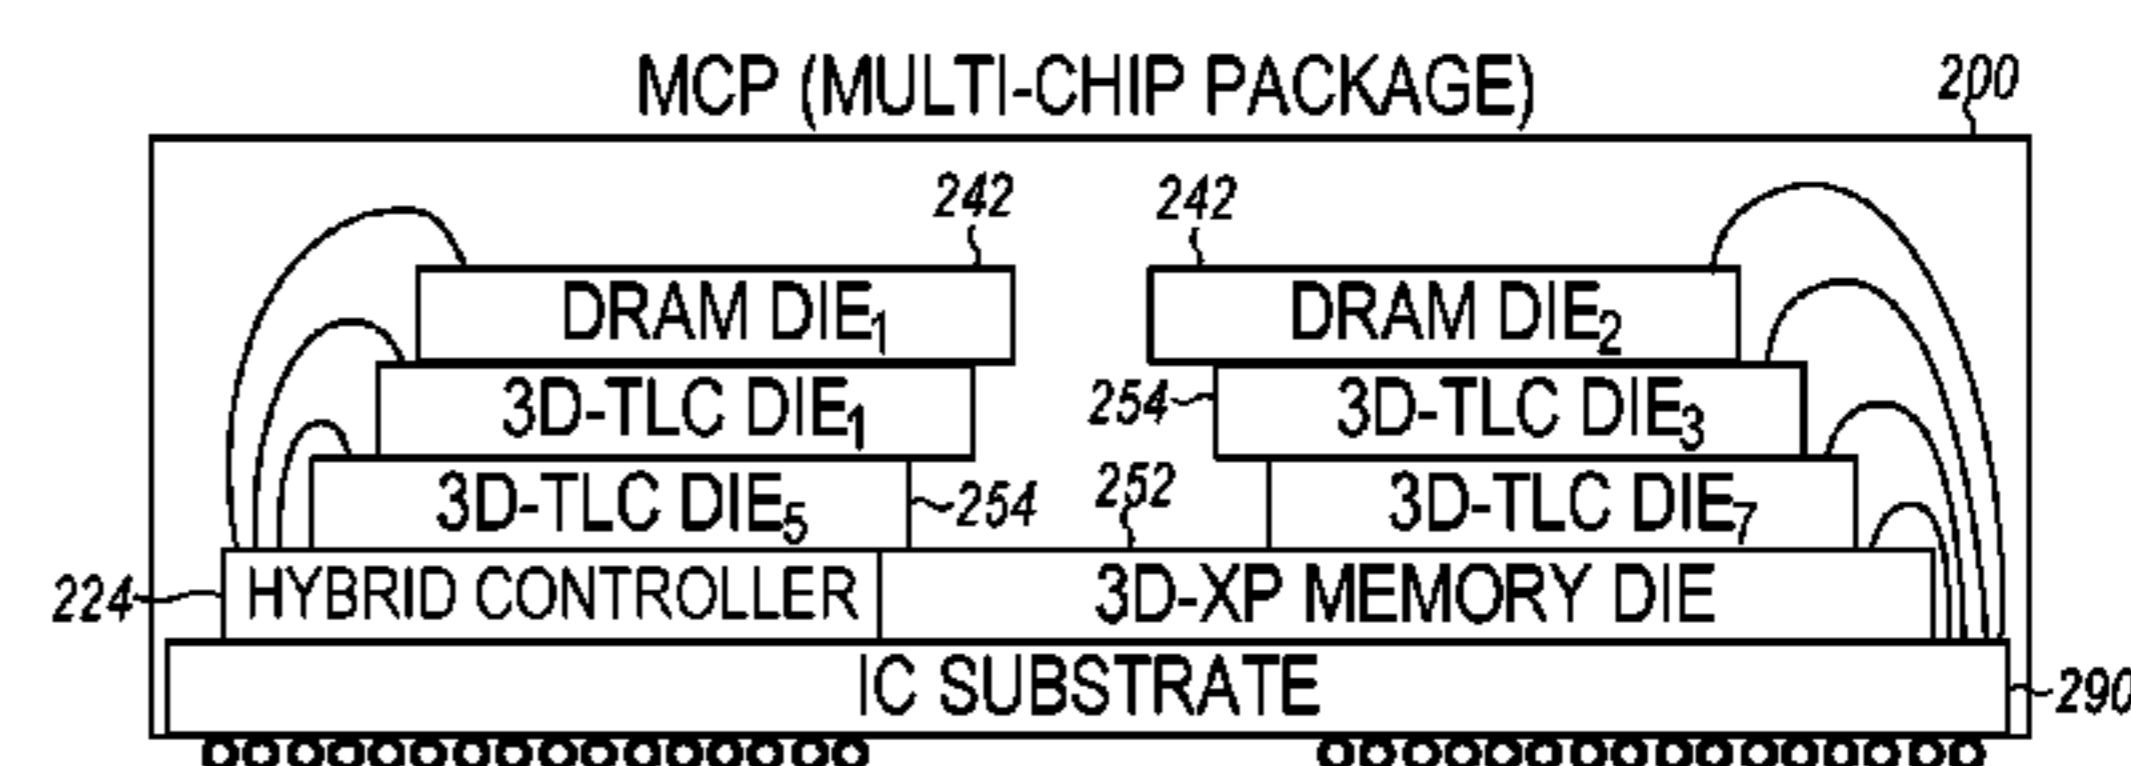 MCP (MULTI-CHIP PACKAGE)
200
242
242
DRAM DIE1
DRAM DIE2
3D-TLC DIE1
254
3D-TLC DIE3
3D-TLC DIE5
254
252
3D-TLC DIE7
224
HYBRID CONTROLLER
3D-XP MEMORY DIE
IC SUBSTRATE
290